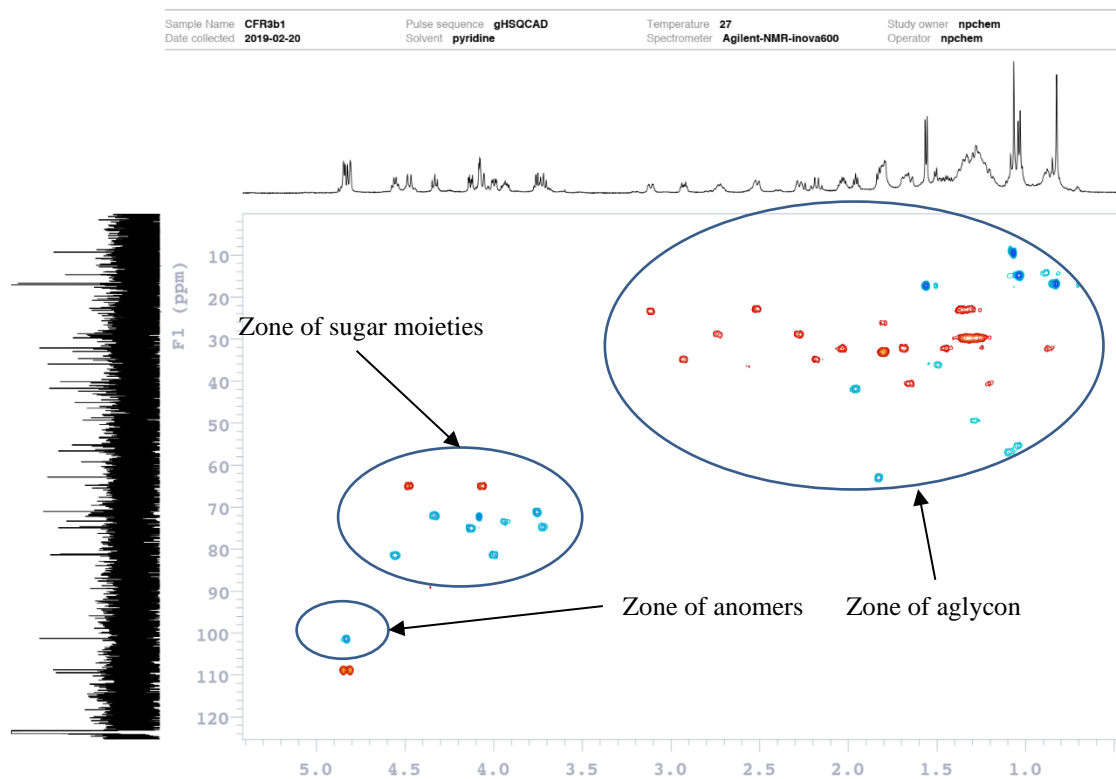 Sample Name CFR3b1 Pulse sequence gHSQCAD Temperature 27 Study owner npchem
Date collected 2019-02-20 Solvent pyridine Spectrometer Agilent-NMR-inova600 Operator npchem
F1 (ppm)
10
20
30
40
50
60
70
80
90
100
110
120
Zone of sugar moieties
Zone of anomers Zone of aglycon
5.0 4.5 4.0 3.5 3.0 2.5 2.0 1.5 1.0